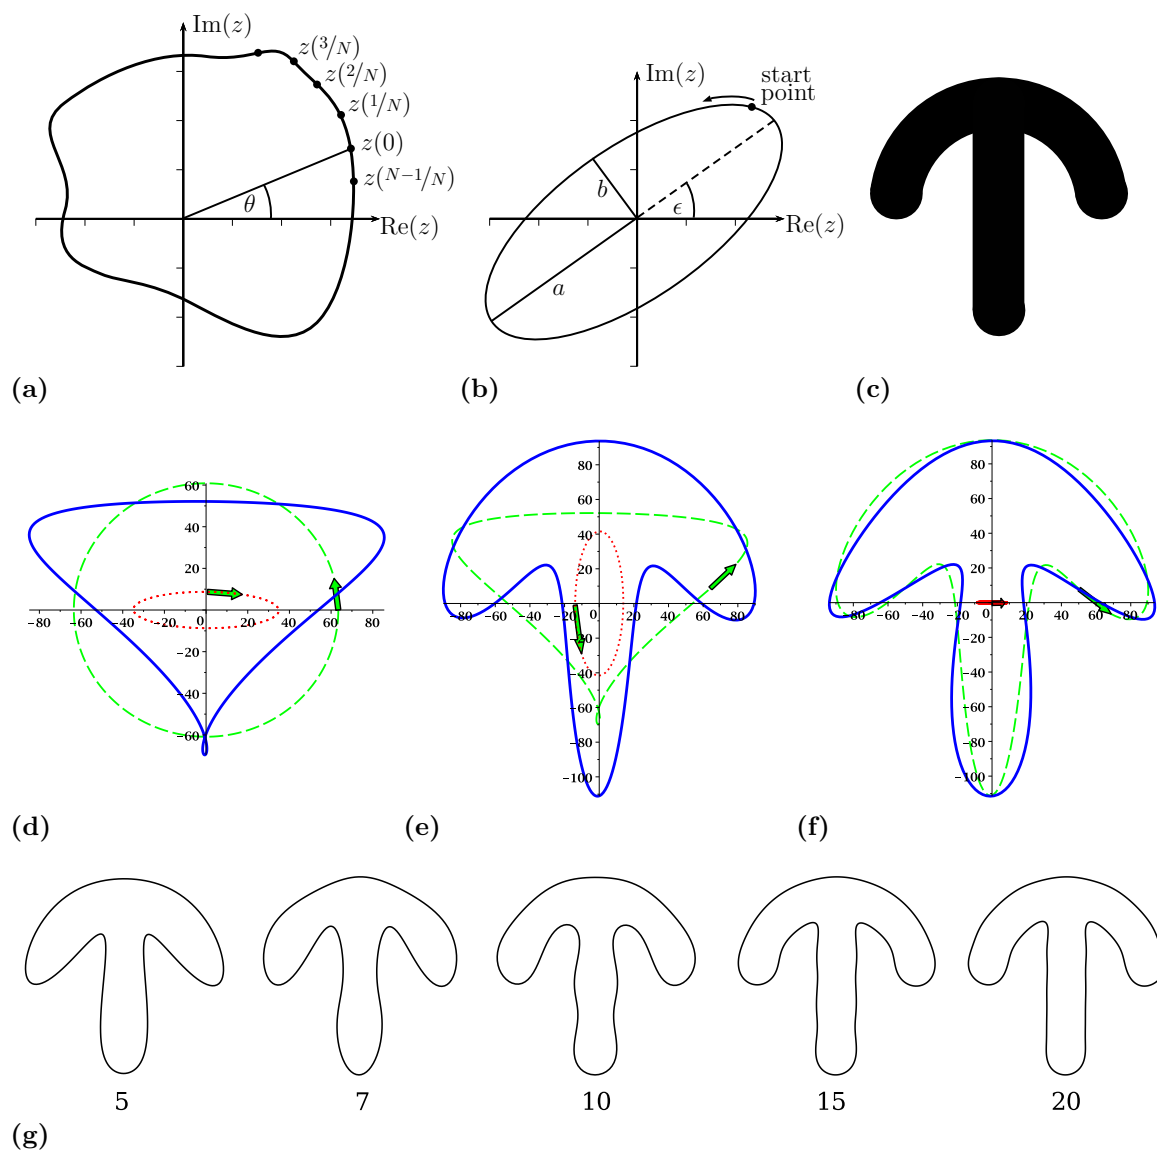 Im(z)
z(3/N)
z(2/N)
z(1/N)
z(0)
z(N−1/N)
θ
Re(z)
(a)
Im(z)
start
point
b
ϵ
Re(z)
a
(b)
(c)
60
40
20
−80 −60 −40 −20 0 20 40 60 80
−20
−40
−60
(d)
80
60
40
20
−80 −60 −40 −20 0 20 40 60 80
−20
−40
−60
−80
−100
(e)
80
60
40
20
−80 −60 −40 −20 0 20 40 60 80
−20
−40
−60
−80
−100
(f)
5 7 10 15 20
(g)